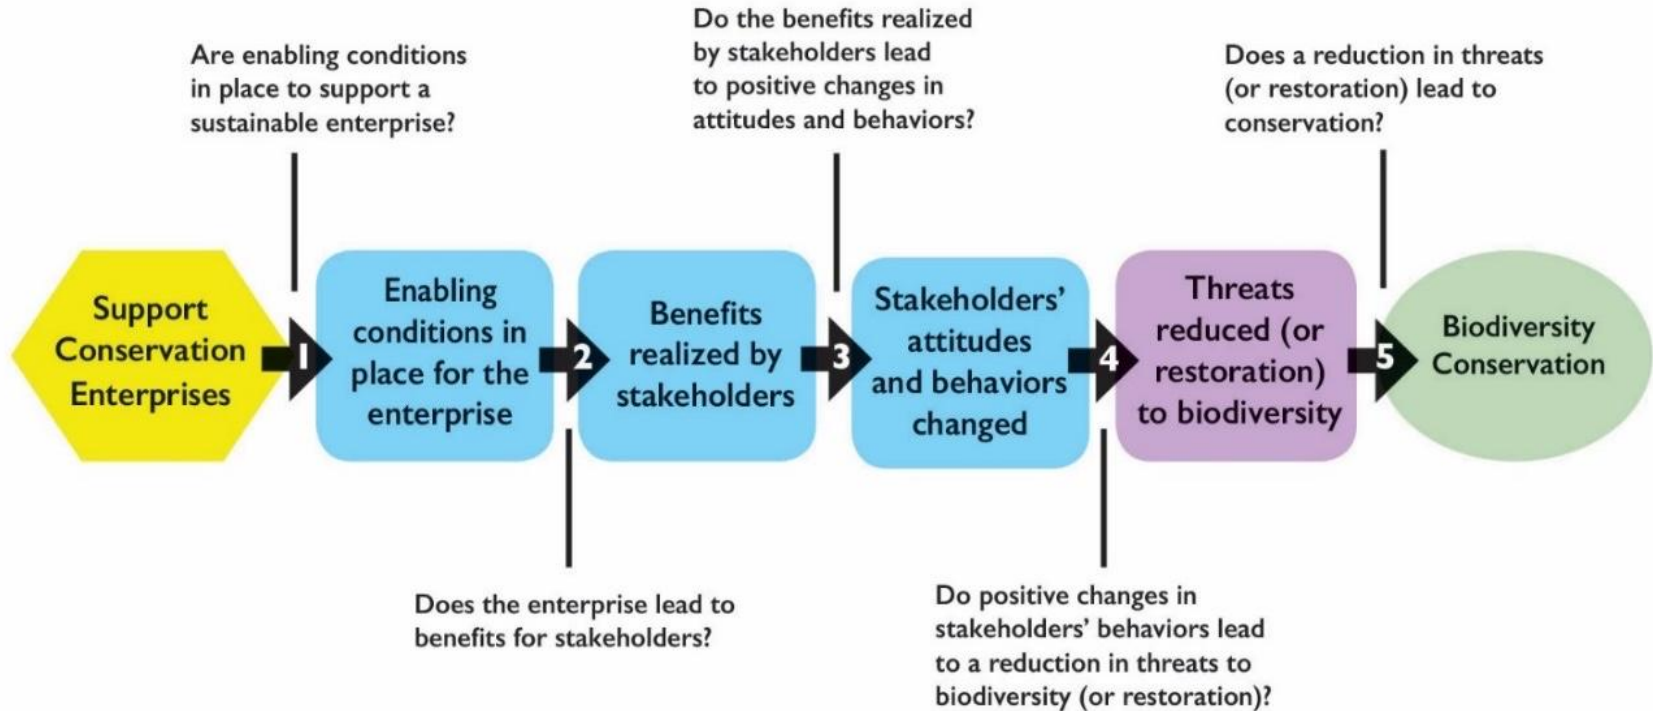 Are enabling conditions
in place to support a
sustainable enterprise?
Do the benefits realized
by stakeholders lead
to positive changes in
attitudes and behaviors?
Does a reduction in threats
(or restoration) lead to
conservation?
Support
Conservation
Enterprises
1
Enabling
conditions in
place for the
enterprise
2
Benefits
realized by
stakeholders
3
Stakeholders’
attitudes
and behaviors
changed
4
Threats
reduced (or
restoration)
to biodiversity
5
Biodiversity
Conservation
Does the enterprise lead to
benefits for stakeholders?
Do positive changes in
stakeholders’ behaviors lead
to a reduction in threats to
biodiversity (or restoration)?